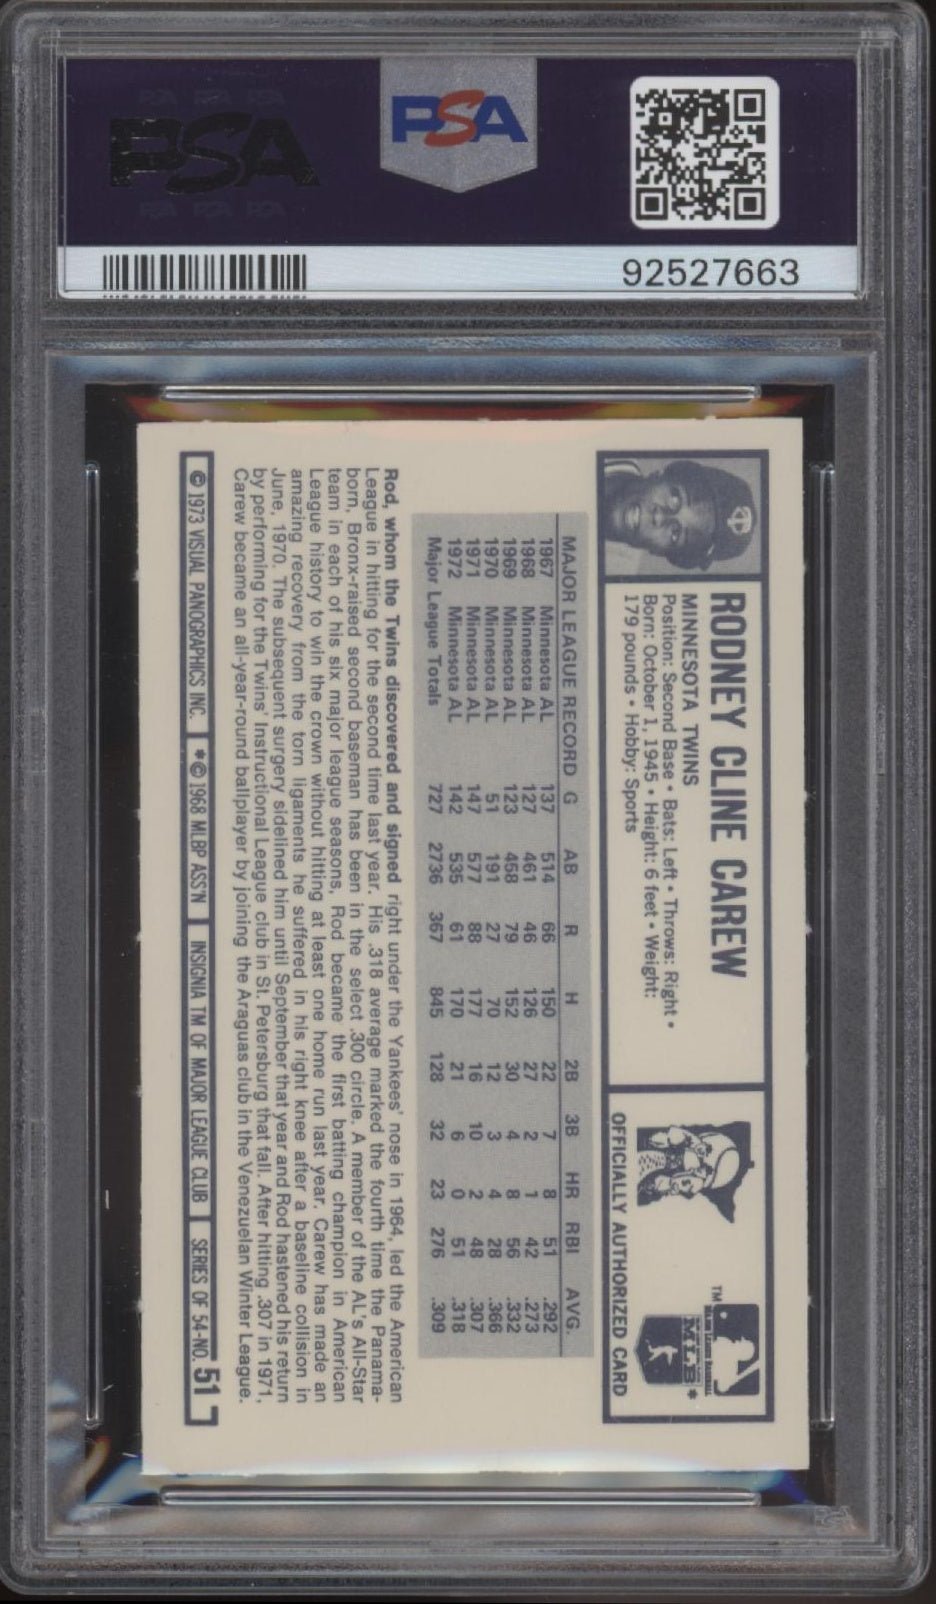 PSA
PSA
PSA PSA PSA
92527663
RODNEY CLINE CAREW
MINNESOTA TWINS
Position: Second Base • Bats: Left • Throws: Right •
Born: October 1, 1945 • Height: 6 feet • Weight:
179 pounds • Hobby: Sports
TM
MAJOR LEAGUE BASEBALL
MLB *
OFFICIALLY AUTHORIZED CARD
MAJOR LEAGUE RECORD G AB R H 2B 3B HR RBI AVG.
1967 Minnesota AL 137 514 66 150 22 7 8 51 .292
1968 Minnesota AL 127 461 46 126 27 2 1 42 .273
1969 Minnesota AL 123 458 79 152 30 4 8 56 .332
1970 Minnesota AL 51 191 27 70 12 3 4 28 .366
1971 Minnesota AL 147 577 88 177 16 10 2 48 .307
1972 Minnesota AL 142 535 61 170 21 6 0 51 .318
Major League Totals 727 2736 367 845 128 32 23 276 .309
Rod, whom the Twins discovered and signed right under the Yankees' nose in 1964, led the American
League in hitting for the second time last year. His .318 average marked the fourth time the Panama-
born, Bronx-raised second baseman has been in the select .300 circle. A member of the AL's All-Star
team in each of his six major league seasons, Rod became the first batting champion in American
League history to win the crown without hitting at least one home run last year. Carew has made an
amazing recovery from the torn ligaments he suffered in his right knee after a baseline collision in
June, 1970. The subsequent surgery sidelined him until September that year and Rod hastened his return
by performing for the Twins' Instructional League club in St. Petersburg that fall. After hitting .307 in 1971,
Carew became an all-year-round ballplayer by joining the Araguas club in the Venezuelan Winter League.
© 1973 VISUAL PANOGRAPHICS INC. | *© 1968 MLBP ASS'N | INSIGNIA TM OF MAJOR LEAGUE CLUB | SERIES OF 54-NO. 51